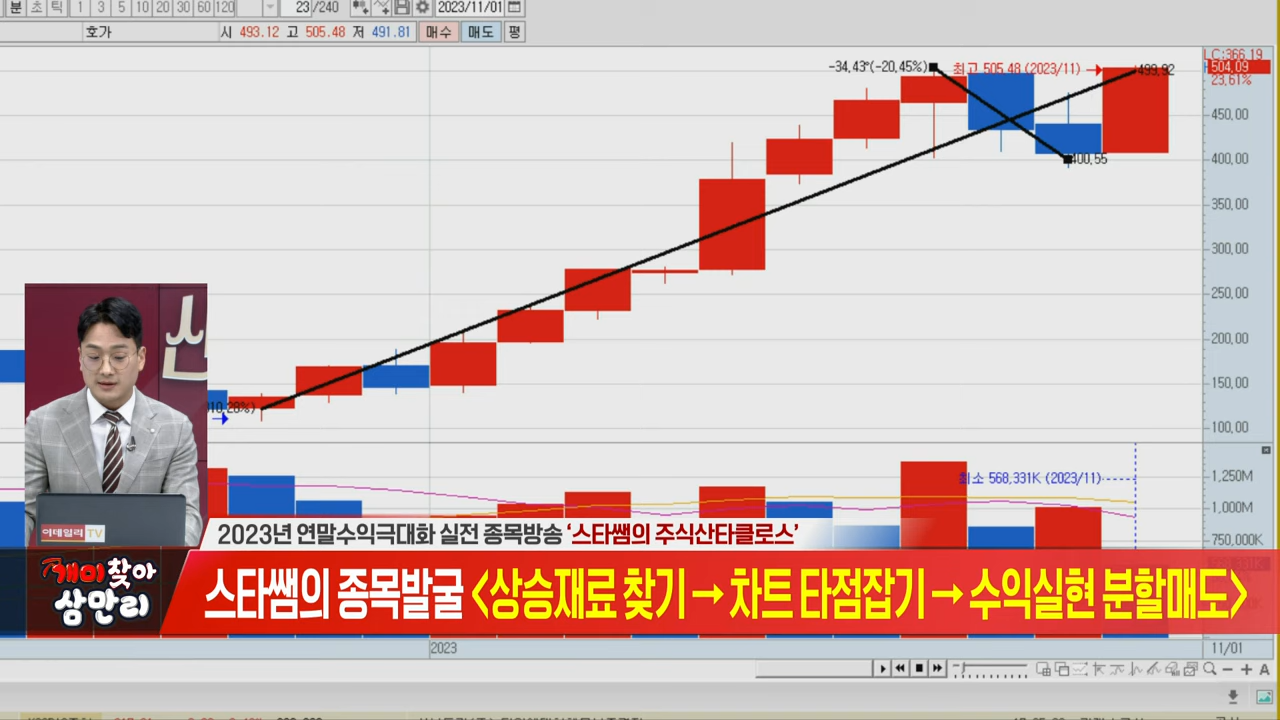 분 초 틱 1 3 5 10 20 30 60 120 23 /240 2023/11/01
호가 시 493.12 고 505.48 저 491.81 매수 매도 평
LC:366.19
-34,43*(-20,45%) 최고 505,48 (2023/11) 499,92 504,09
23,61%
450,00
400,55 400,00
350,00
300,00
250,00
200,00
150,00
100,00
최소 568,331K (2023/11)
1,250M
1,000M
750,000K
이데일리 TV
2023년 연말수익극대화 실전 종목방송 '스타쌤의 주식산타클로스'
개미찾아
삼만리
스타쌤의 종목발굴 <상승재료 찾기 → 차트 타점잡기 → 수익실현 분할매도>
2023 11/01